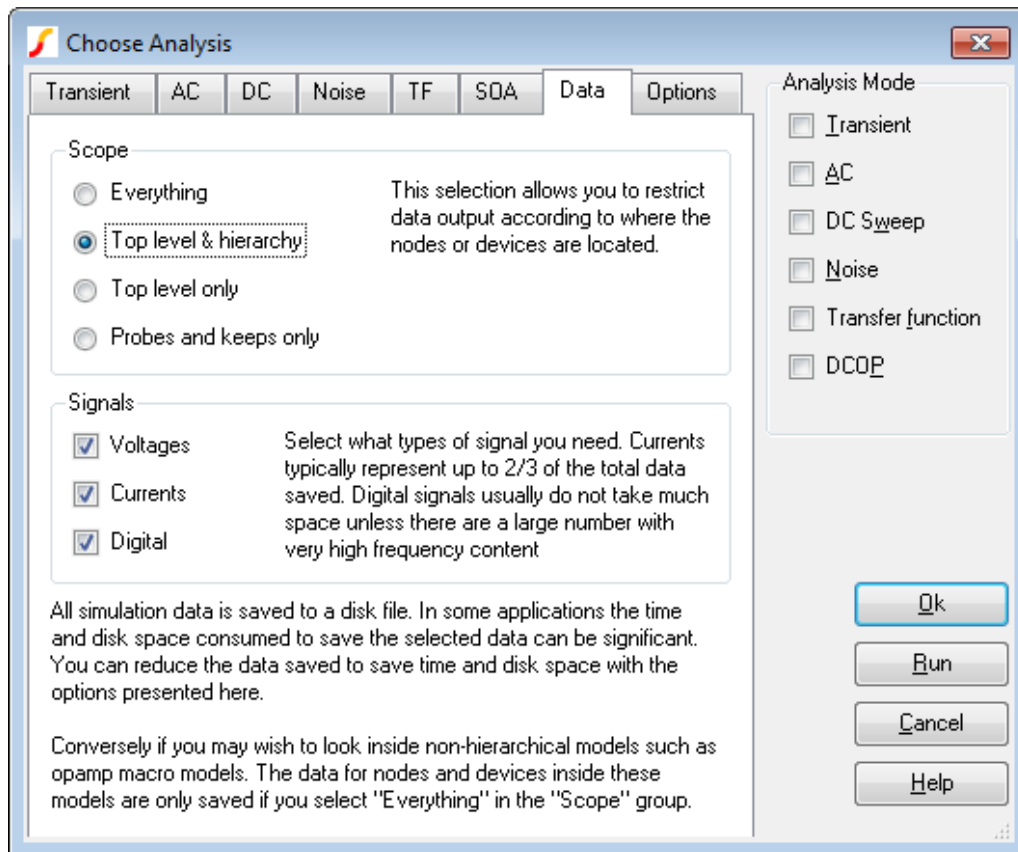 Choose Analysis
Transient AC DC Noise TF SOA Data Options
Scope
Everything
Top level & hierarchy
Top level only
Probes and keeps only
This selection allows you to restrict
data output according to where the
nodes or devices are located.
Signals
Voltages
Currents
Digital
Select what types of signal you need. Currents
typically represent up to 2/3 of the total data
saved. Digital signals usually do not take much
space unless there are a large number with
very high frequency content
All simulation data is saved to a disk file. In some applications the time
and disk space consumed to save the selected data can be significant.
You can reduce the data saved to save time and disk space with the
options presented here.
Conversely if you may wish to look inside non-hierarchical models such as
opamp macro models. The data for nodes and devices inside these
models are only saved if you select "Everything" in the "Scope" group.
Analysis Mode
Transient
AC
DC Sweep
Noise
Transfer function
DCOP
Ok
Run
Cancel
Help